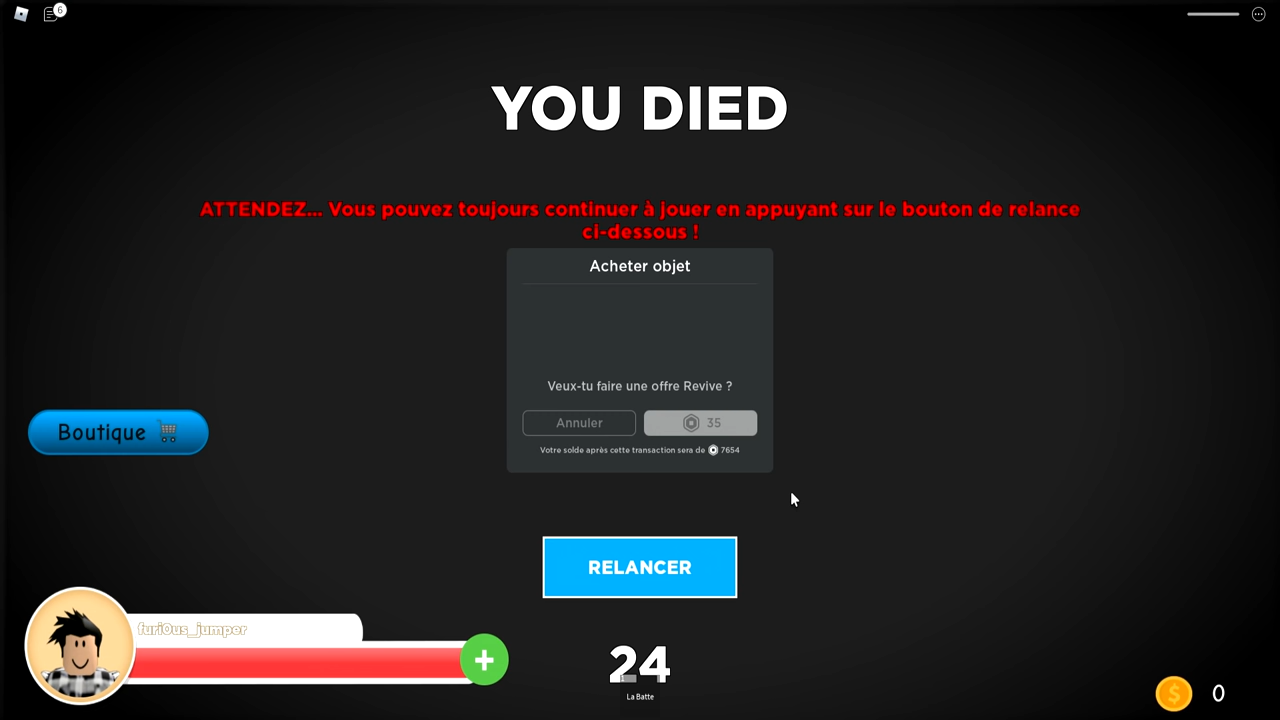 6
YOU DIED
ATTENDEZ... Vous pouvez toujours continuer à jouer en appuyant sur le bouton de relance
ci-dessous !
Acheter objet
Veux-tu faire une offre Revive ?
Annuler
35
Votre solde après cette transaction sera de 7654
Boutique
RELANCER
furi0us_jumper
24
La Batte
0